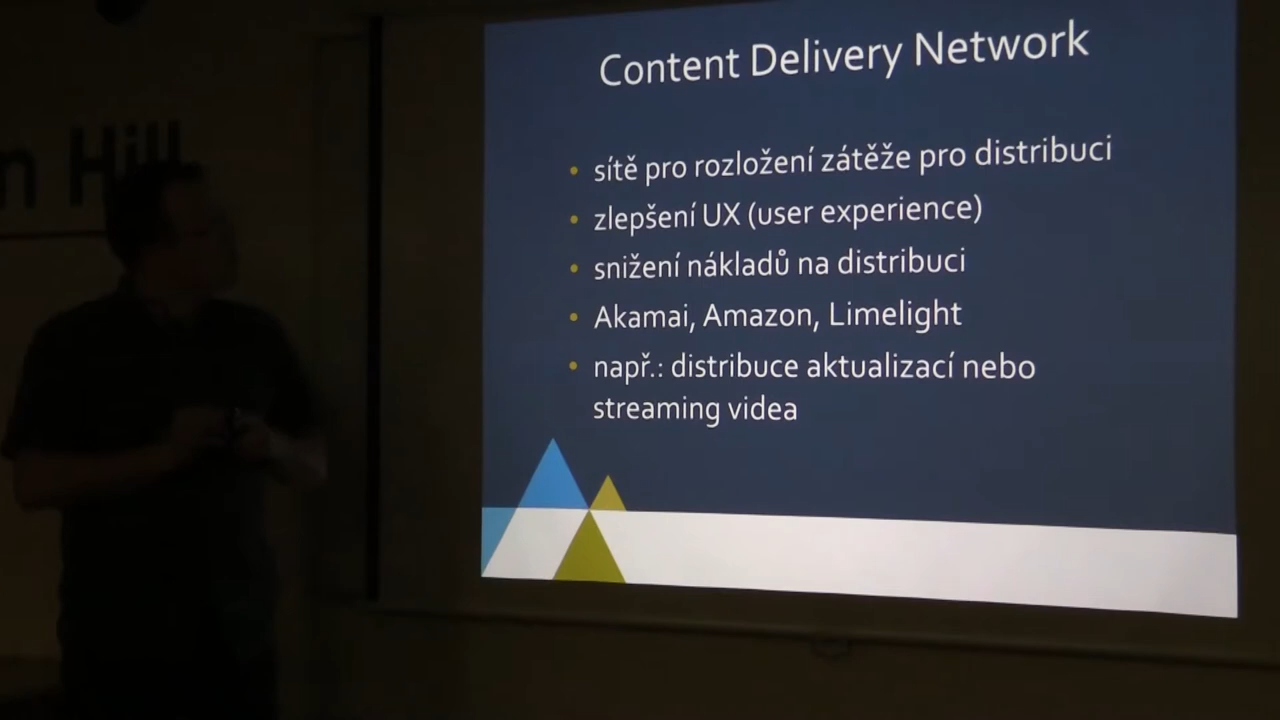 n Hill
Content Delivery Network
• sítě pro rozložení zátěže pro distribuci
• zlepšení UX (user experience)
• snižení nákladů na distribuci
• Akamai, Amazon, Limelight
• např.: distribuce aktualizací nebo
streaming videa